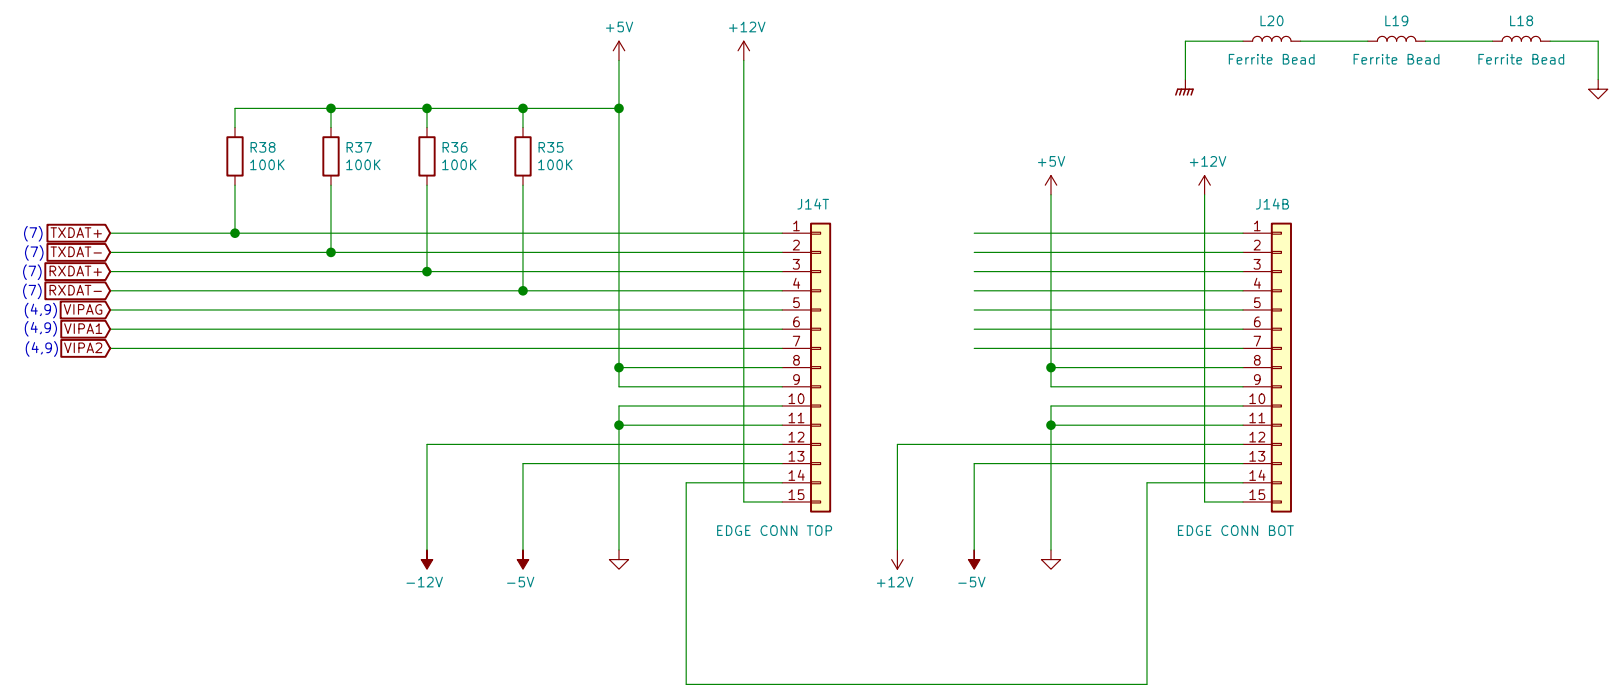 L20
L19
L18
Ferrite Bead
Ferrite Bead
Ferrite Bead
+5V
+12V
R38
100K
R37
100K
R36
100K
R35
100K
+5V
+12V
J14T
J14B
(7) TXDAT+
(7) TXDAT-
(7) RXDAT+
(7) RXDAT-
(4,9) VIPAG
(4,9) VIPA1
(4,9) VIPA2
1
2
3
4
5
6
7
8
9
10
11
12
13
14
15
EDGE CONN TOP
1
2
3
4
5
6
7
8
9
10
11
12
13
14
15
EDGE CONN BOT
-12V
-5V
+12V
-5V